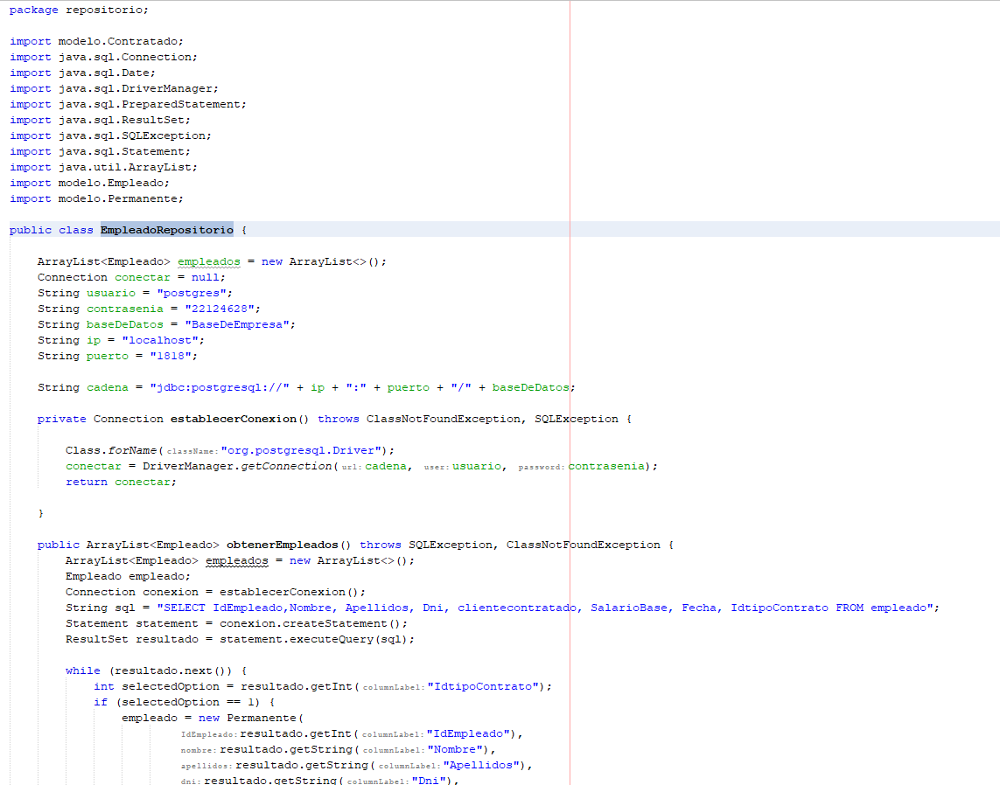 package repositorio;
import modelo.Contratado;
import java.sql.Connection;
import java.sql.Date;
import java.sql.DriverManager;
import java.sql.PreparedStatement;
import java.sql.ResultSet;
import java.sql.SQLException;
import java.sql.Statement;
import java.util.ArrayList;
import modelo.Empleado;
import modelo.Permanente;
public class EmpleadoRepositorio {
ArrayList<Empleado> empleados = new ArrayList<>();
Connection conectar = null;
String usuario = "postgres";
String contrasenia = "22124628";
String baseDeDatos = "BaseDeEmpresa";
String ip = "localhost";
String puerto = "1818";
String cadena = "jdbc:postgresql://" + ip + ":" + puerto + "/" + baseDeDatos;
private Connection establecerConexion() throws ClassNotFoundException, SQLException {
Class.forName(className:"org.postgresql.Driver");
conectar = DriverManager.getConnection(url:cadena, user:usuario, password:contrasenia);
return conectar;
}
public ArrayList<Empleado> obtenerEmpleados() throws SQLException, ClassNotFoundException {
ArrayList<Empleado> empleados = new ArrayList<>();
Empleado empleado;
Connection conexion = establecerConexion();
String sql = "SELECT IdEmpleado,Nombre, Apellidos, Dni, clientecontratado, SalarioBase, Fecha, IdtipoContrato FROM empleado";
Statement statement = conexion.createStatement();
ResultSet resultado = statement.executeQuery(sql);
while (resultado.next()) {
int selectedOption = resultado.getInt(columnLabel:"IdtipoContrato");
if (selectedOption == 1) {
empleado = new Permanente(
IdEmpleado:resultado.getInt(columnLabel:"IdEmpleado"),
nombre:resultado.getString(columnLabel:"Nombre"),
apellidos:resultado.getString(columnLabel:"Apellidos"),
dni:resultado.getString(columnLabel:"Dni"),